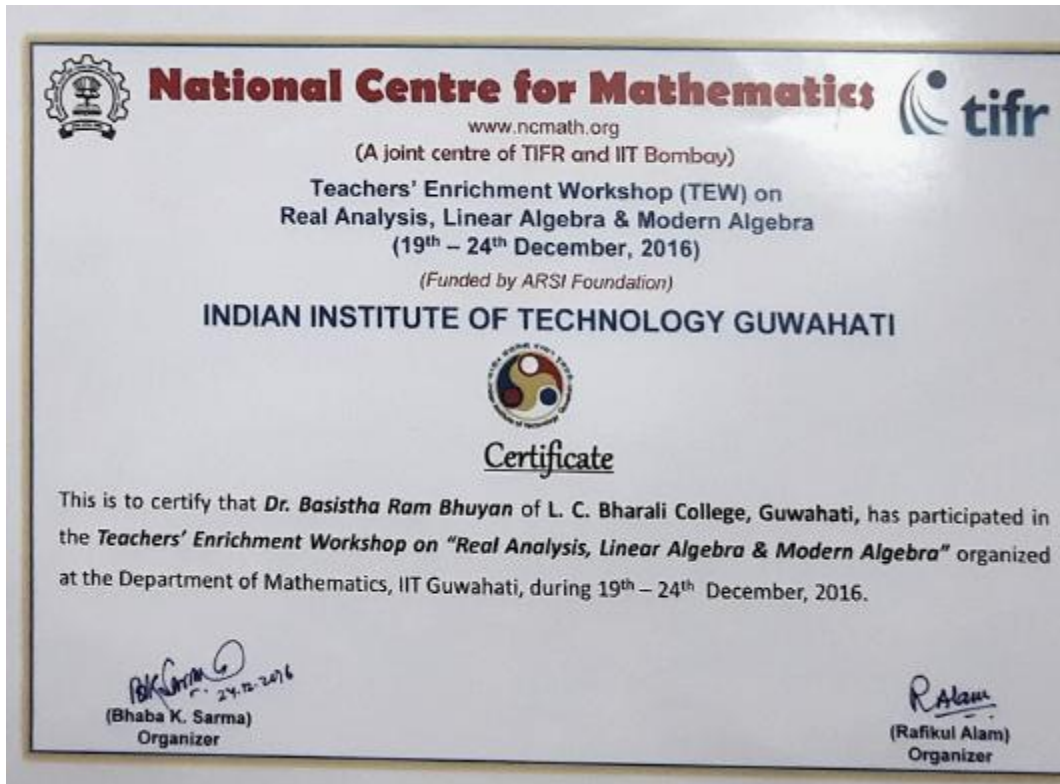 National Centre for Mathematics
tifr
www.ncmath.org
(A joint centre of TIFR and IIT Bombay)
Teachers’ Enrichment Workshop (TEW) on
Real Analysis, Linear Algebra & Modern Algebra
(19th – 24th December, 2016)
(Funded by ARSI Foundation)
INDIAN INSTITUTE OF TECHNOLOGY GUWAHATI
Certificate
This is to certify that Dr. Basistha Ram Bhuyan of L. C. Bharali College, Guwahati, has participated in
the Teachers’ Enrichment Workshop on “Real Analysis, Linear Algebra & Modern Algebra” organized
at the Department of Mathematics, IIT Guwahati, during 19th – 24th December, 2016.
24.12.2016
(Bhaba K. Sarma)
Organizer
RAlam
(Rafikul Alam)
Organizer